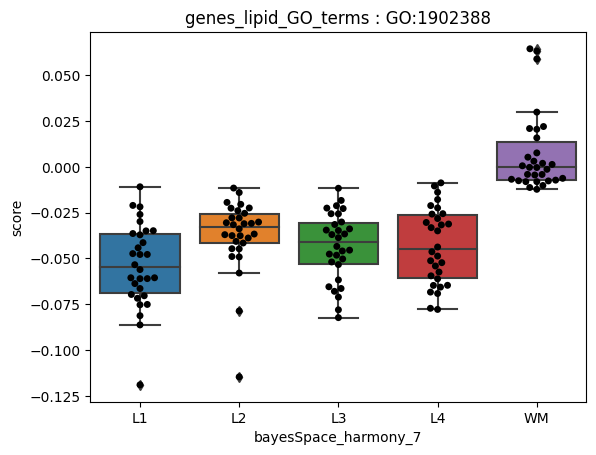 genes_lipid_GO_terms : GO:1902388
0.050
0.025
0.000
−0.025
−0.050
−0.075
−0.100
−0.125
score
L1 L2 L3 L4 WM
bayesSpace_harmony_7